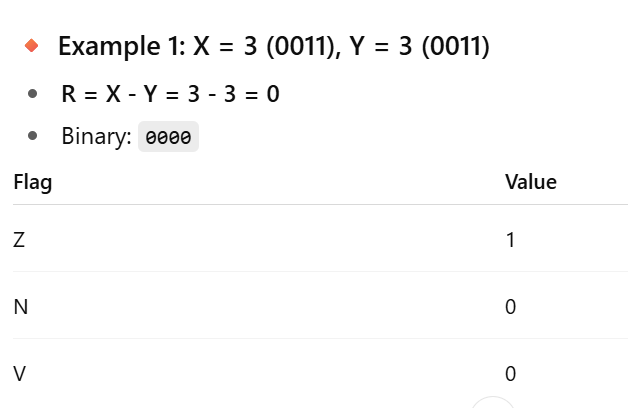 Example 1: X = 3 (0011), Y = 3 (0011)
R = X - Y = 3 - 3 = 0
Binary: 0000
Flag Value
Z 1
N 0
V 0